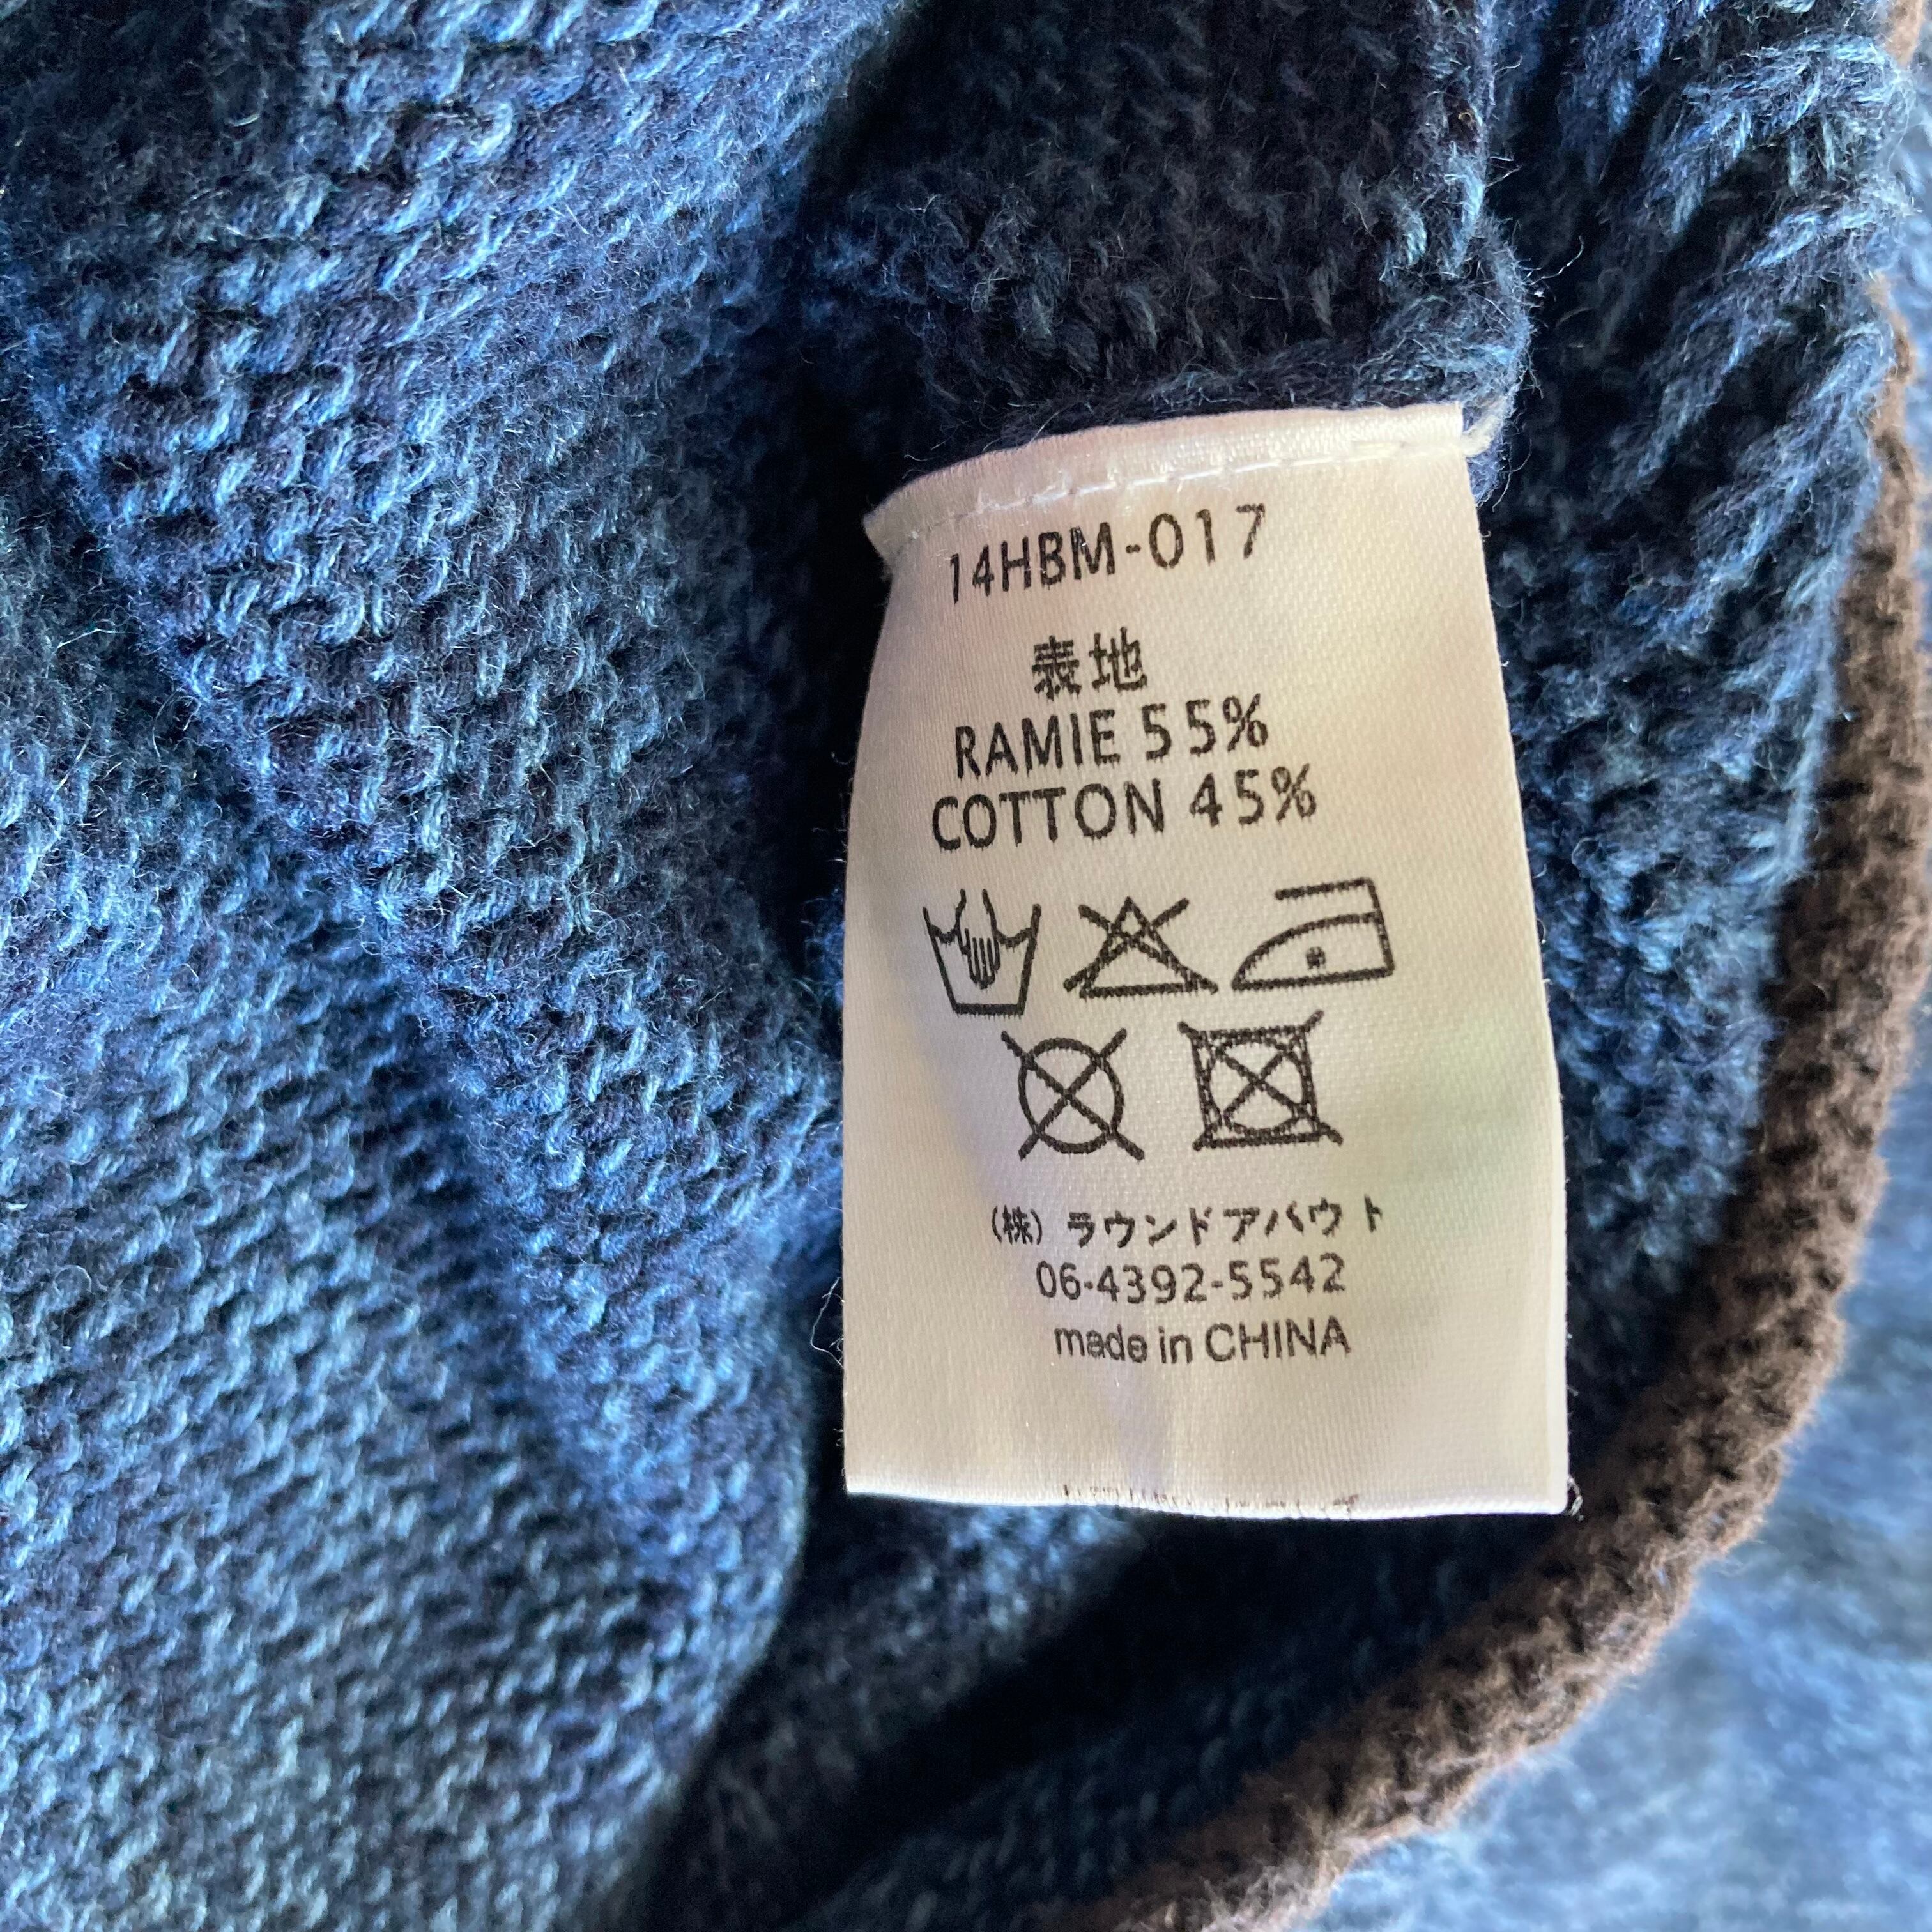 14HBM-017
表地
RAMIE 55%
COTTON 45%
(株)ラウンドアバウト
06-4392-5542
made in CHINA